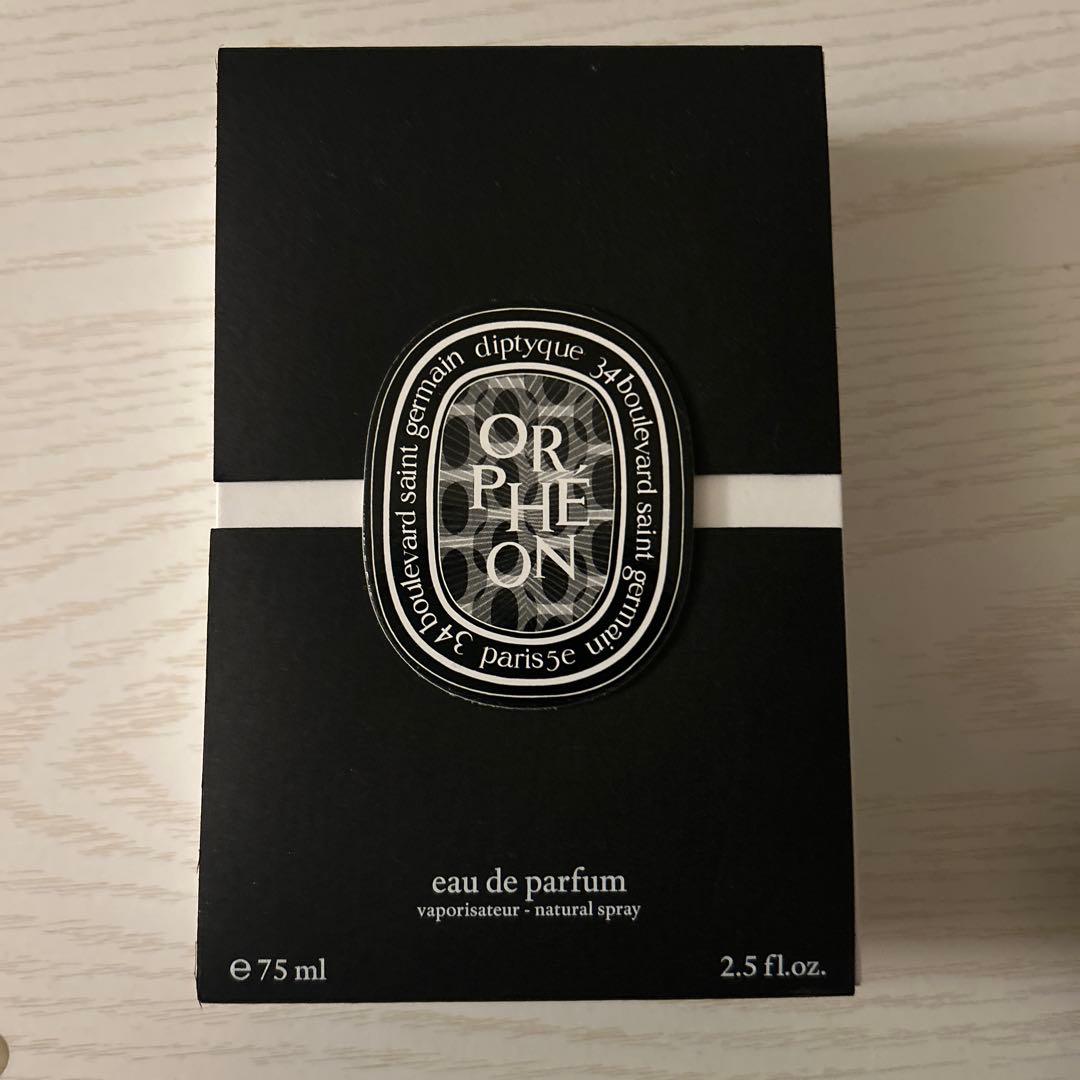 diptyque
34 boulevard saint germain
paris 5e
34 boulevard saint germain
OR
PHÉ
ON
eau de parfum
vaporisateur - natural spray
℮ 75 ml
2.5 fl.oz.